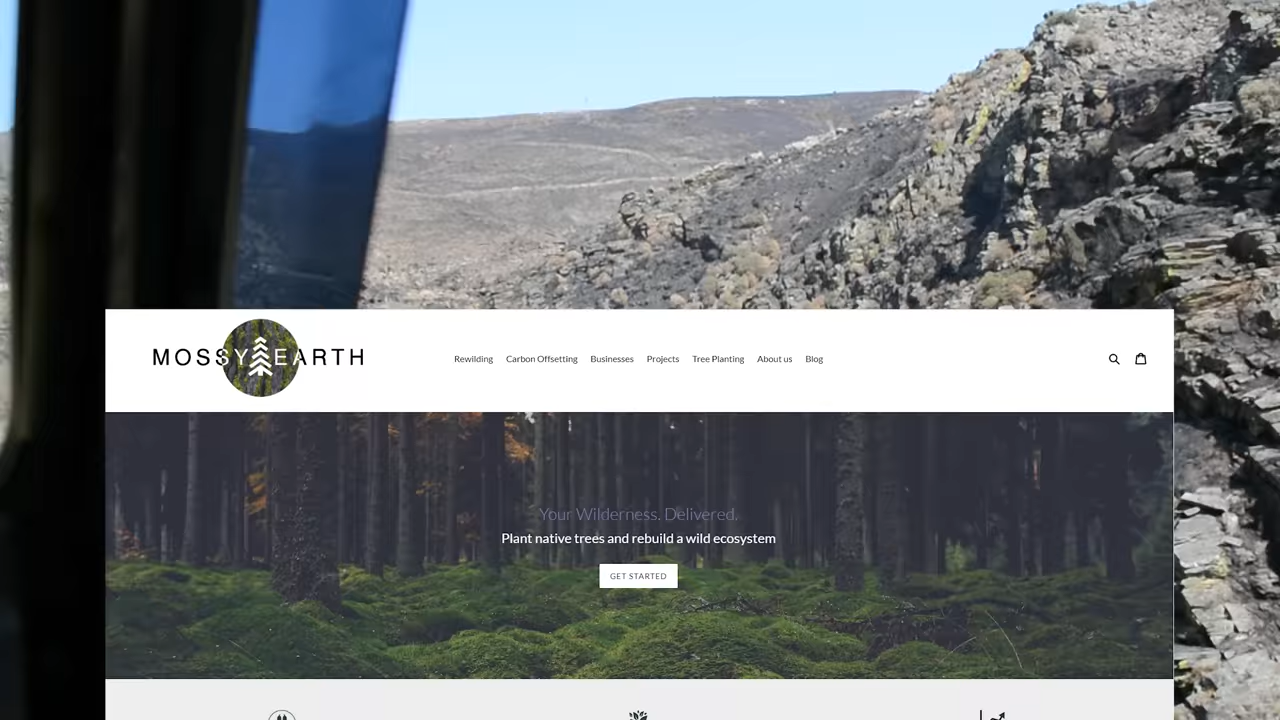 MOSSY EARTH
Rewilding Carbon Offsetting Businesses Projects Tree Planting About us Blog
Your Wilderness. Delivered.
Plant native trees and rebuild a wild ecosystem
GET STARTED